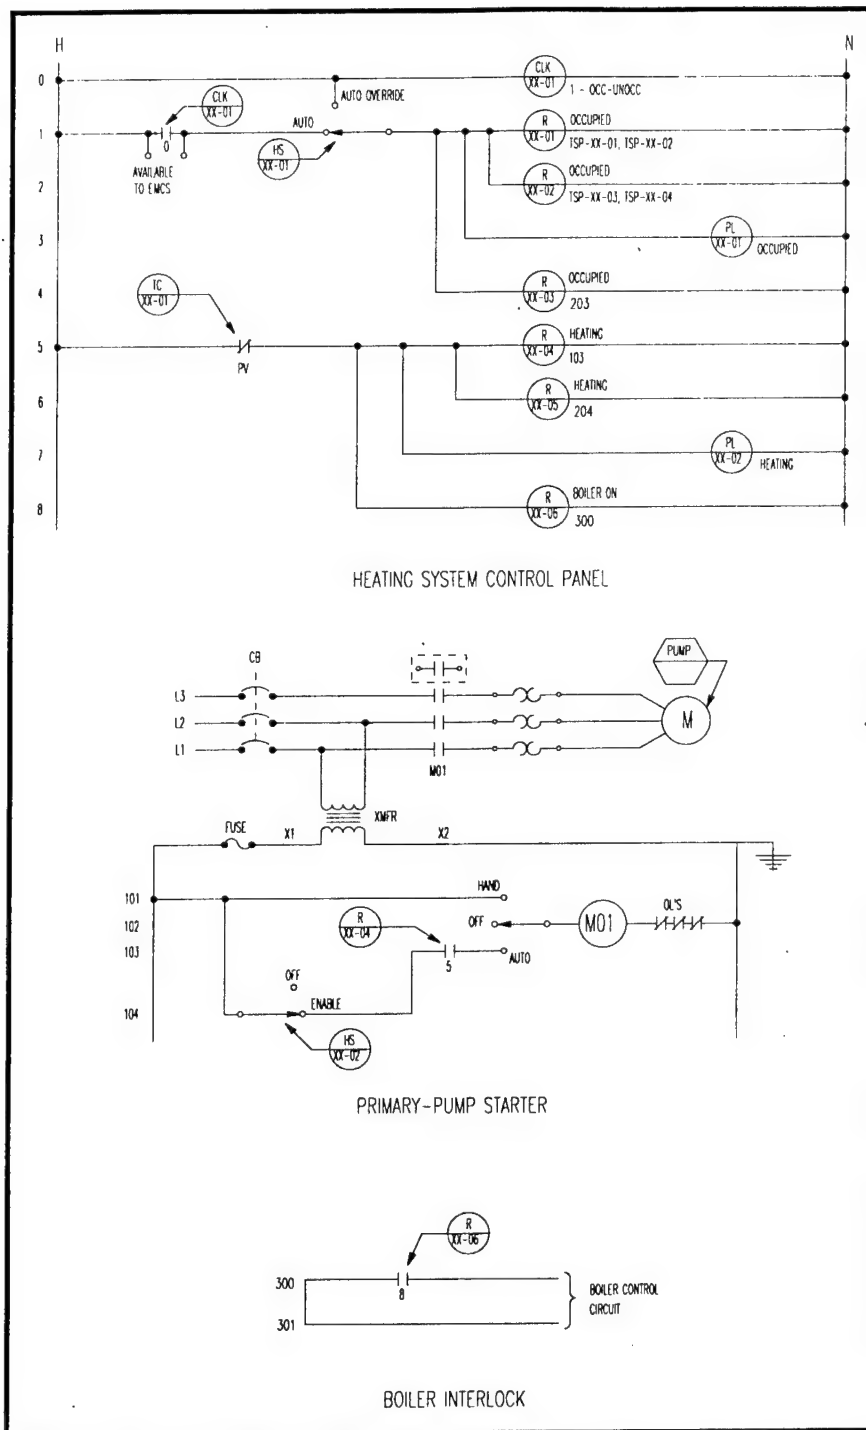 H N
0 CLK XX-01 1 - OCC-UNOCC
AUTO OVERRIDE
CLK XX-01
1 0 AUTO R XX-01 OCCUPIED
TSP-XX-01, TSP-XX-02
HS XX-01
AVAILABLE
TO EMCS
2 R XX-02 OCCUPIED
TSP-XX-03, TSP-XX-04
3 PL XX-01 OCCUPIED
4 R XX-03 OCCUPIED
203
TC XX-01
5 PV R XX-04 HEATING
103
6 R XX-05 HEATING
204
7 PL XX-02 HEATING
8 R XX-06 BOILER ON
300
HEATING SYSTEM CONTROL PANEL
CB PUMP
L3
L2 M
L1
M01
XMFR
FUSE X1 X2
101 HAND
102 R XX-04 OFF M01 OL'S
103 5 AUTO
OFF
104 ENABLE
HS XX-02
PRIMARY-PUMP STARTER
R XX-06
300 8 BOILER CONTROL
CIRCUIT
301
BOILER INTERLOCK